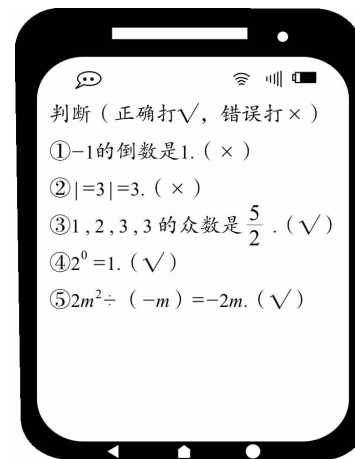 判断（正确打√，错误打×）
①−1的倒数是1.（×）
②|=3|=3.（×）
③1,2,3,3的众数是5/2.（√）
④2⁰=1.（√）
⑤2m²÷（−m）=−2m.（√）